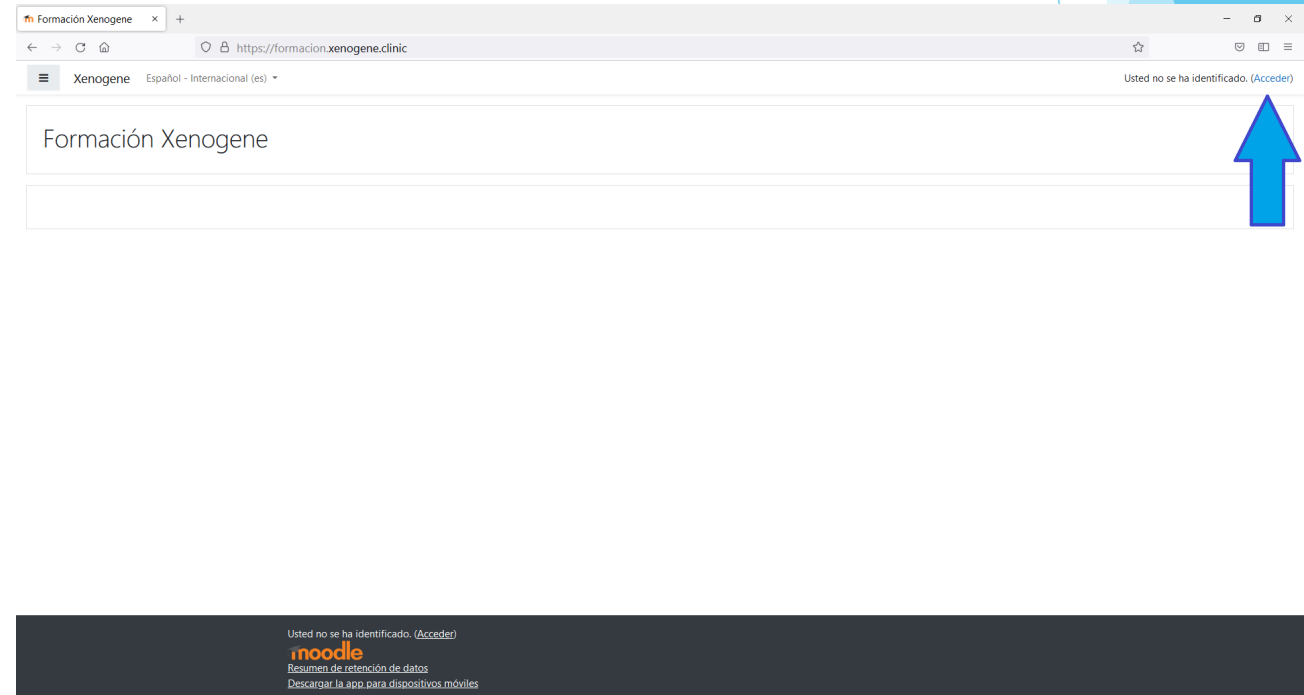 Formación Xenogene
https://formacion.xenogene.clinic
Xenogene Español - Internacional (es)
Usted no se ha identificado. (Acceder)
Formación Xenogene
Usted no se ha identificado. (Acceder)
moodle
Resumen de retención de datos
Descargar la app para dispositivos móviles